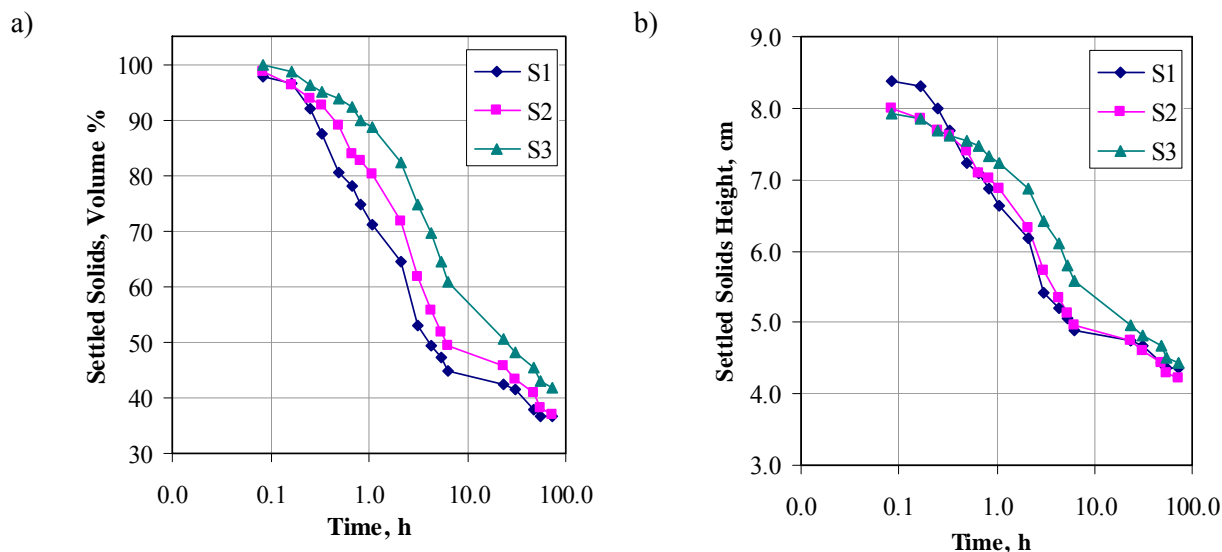 a)
Settled Solids, Volume %
100
90
80
70
60
50
40
30
0.0 0.1 1.0 10.0 100.0
Time, h
S1
S2
S3
b)
Settled Solids Height, cm
9.0
8.0
7.0
6.0
5.0
4.0
3.0
0.0 0.1 1.0 10.0 100.0
Time, h
S1
S2
S3